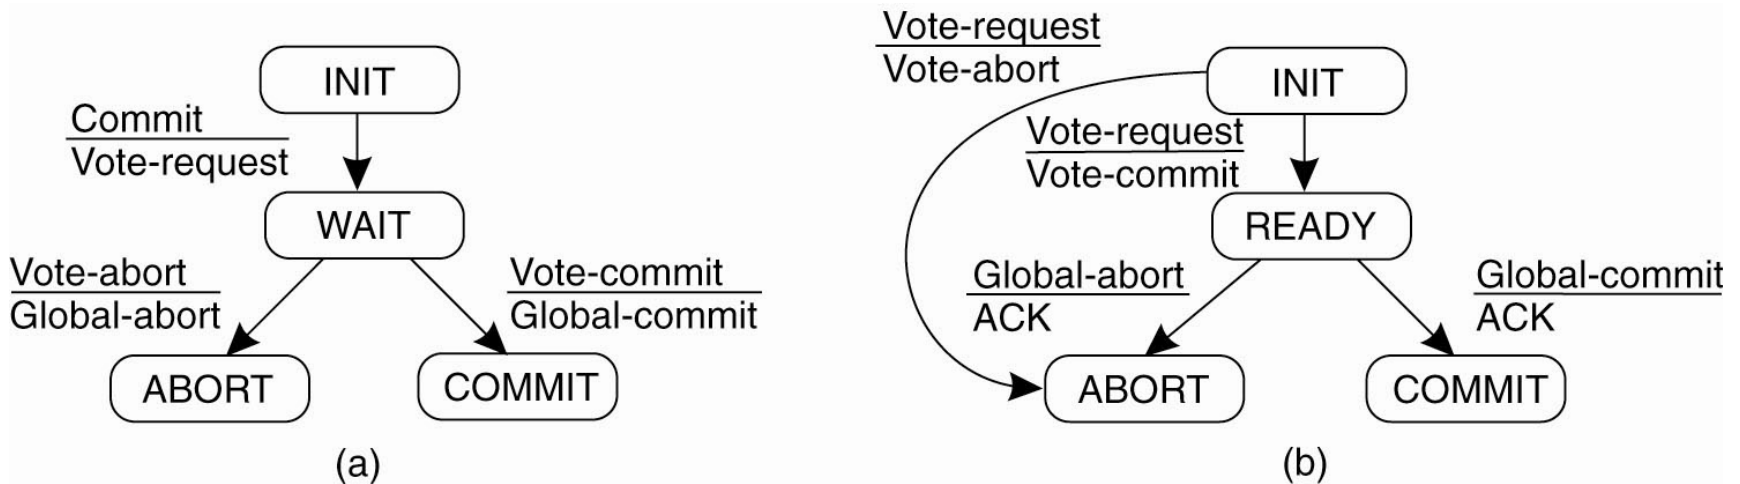 INIT
Commit
Vote-request
WAIT
Vote-abort
Global-abort
Vote-commit
Global-commit
ABORT
COMMIT
(a)
Vote-request
Vote-abort
INIT
Vote-request
Vote-commit
READY
Global-abort
ACK
Global-commit
ACK
ABORT
COMMIT
(b)